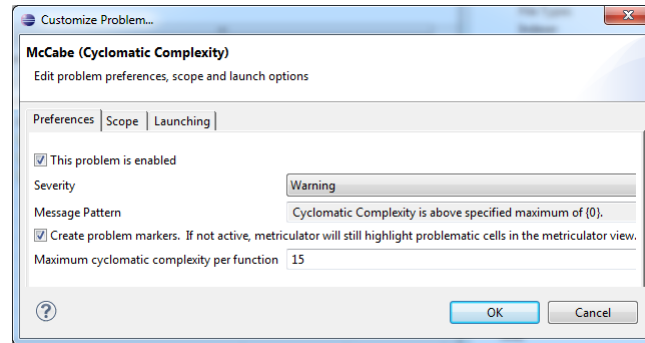 Customize Problem...
McCabe (Cyclomatic Complexity)
Edit problem preferences, scope and launch options
Preferences Scope Launching
This problem is enabled
Severity Warning
Message Pattern Cyclomatic Complexity is above specified maximum of {0}.
Create problem markers. If not active, metriculator will still highlight problematic cells in the metriculator view.
Maximum cyclomatic complexity per function 15
? OK Cancel